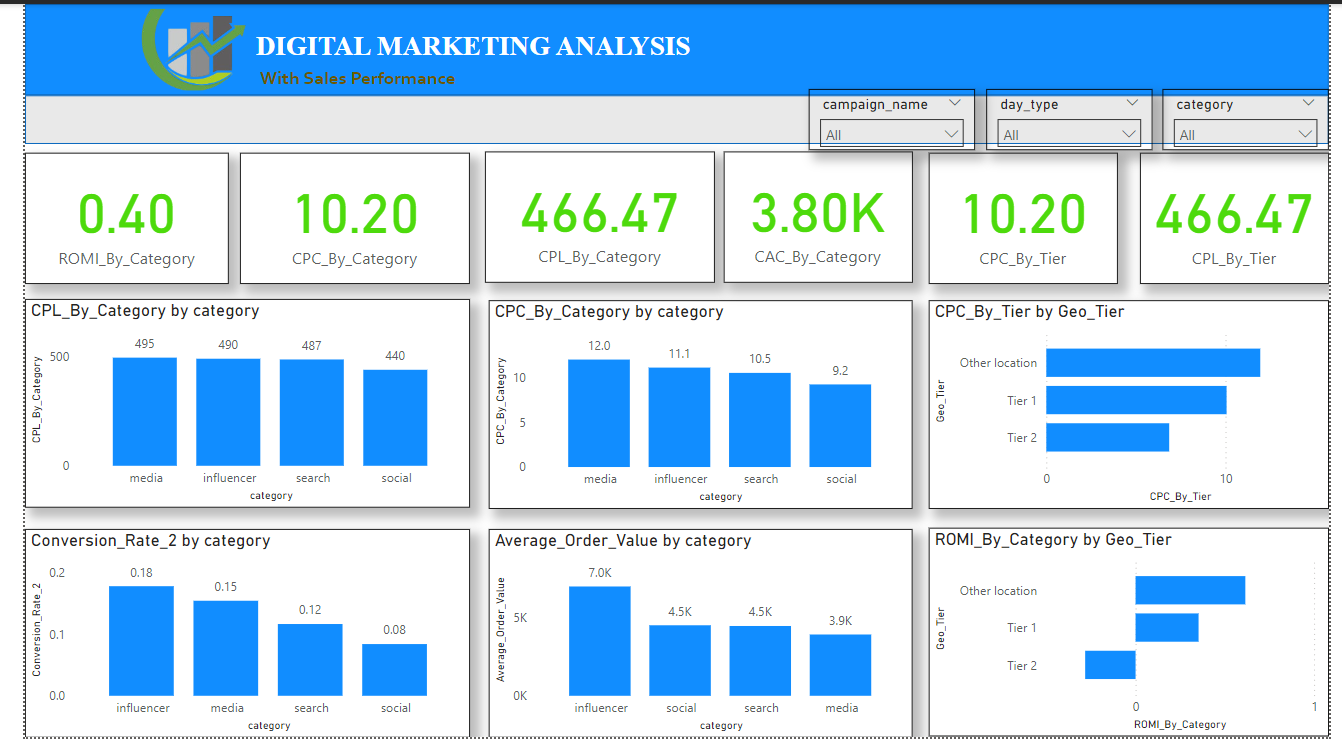 DIGITAL MARKETING ANALYSIS
With Sales Performance
campaign_name
All
day_type
All
category
All
0.40
ROMI_By_Category
10.20
CPC_By_Category
466.47
CPL_By_Category
3.80K
CAC_By_Category
10.20
CPC_By_Tier
466.47
CPL_By_Tier
CPL_By_Category by category
CPL_By_Category
500
0
495
490
487
440
media
influencer
search
social
category
CPC_By_Category by category
CPC_By_Category
10
5
0
12.0
11.1
10.5
9.2
media
influencer
search
social
category
CPC_By_Tier by Geo_Tier
Geo_Tier
Other location
Tier 1
Tier 2
0
10
CPC_By_Tier
Conversion_Rate_2 by category
Conversion_Rate_2
0.2
0.1
0.0
0.18
0.15
0.12
0.08
influencer
media
search
social
category
Average_Order_Value by category
Average_Order_Value
5K
0K
7.0K
4.5K
4.5K
3.9K
influencer
social
search
media
category
ROMI_By_Category by Geo_Tier
Geo_Tier
Other location
Tier 1
Tier 2
0
1
ROMI_By_Category